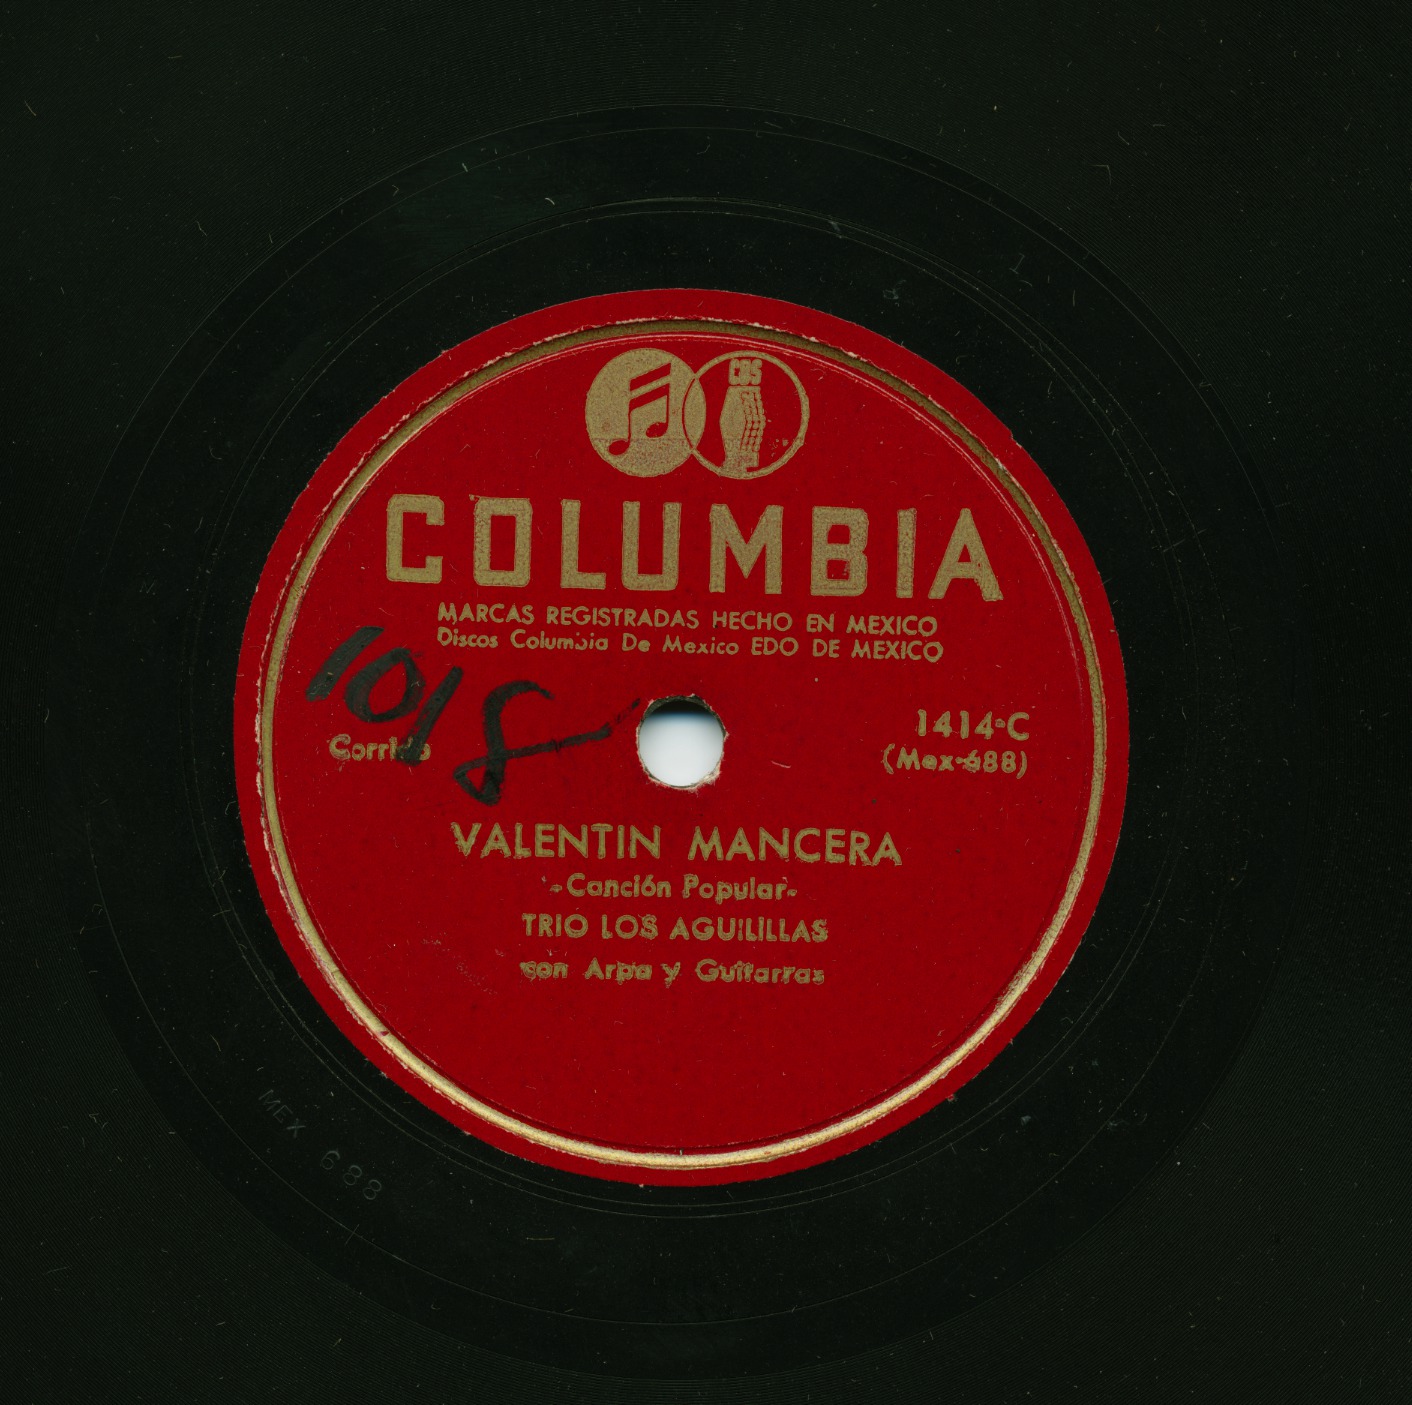 CBS
COLUMBIA
MARCAS REGISTRADAS HECHO EN MEXICO
Discos Columbia De Mexico EDO DE MEXICO
1018
Corrido
1414-C
(Mex-688)
VALENTIN MANCERA
-Canción Popular-
TRIO LOS AGUILILLAS
con Arpa y Guitarras
MEX 688